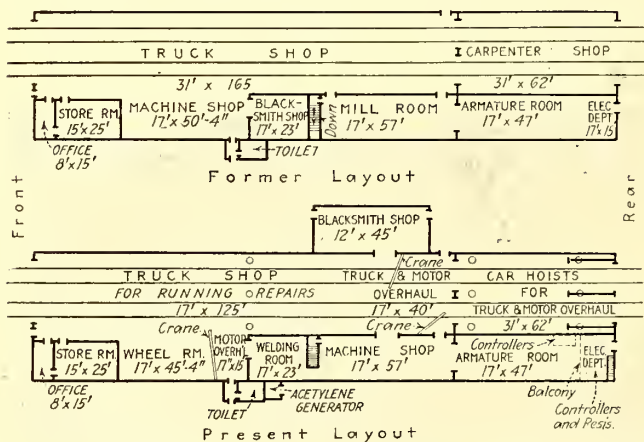 TRUCK SHOP
CARPENTER SHOP
31' x 165
31' x 62'
STORE RM.
15'x 25'
MACHINE SHOP
17'x 50'-4"
BLACK-
SMITH SHOP
17'x 23'
Down
MILL ROOM
17'x 57'
ARMATURE ROOM
17'x 47'
ELEC
DEPT
17'x 15
OFFICE
8'x15'
TOILET
Former Layout
Front
Rear
BLACKSMITH SHOP
12'x 45'
Crane
TRUCK SHOP
TRUCK & MOTOR
CAR HOISTS
FOR RUNNING REPAIRS
OVERHAUL
FOR
17'x 125'
17'x 40'
TRUCK & MOTOR OVERHAUL
Crane
Crane
31'x 62'
STORE RM.
15'x 25'
WHEEL RM.
17'x 45'-4"
MOTOR
OVERH'L
17'x15
WELDING
ROOM
17'x 23'
MACHINE SHOP
17'x 57'
Controllers
ARMATURE ROOM
17'x 47'
ELEC.
DEPT.
OFFICE
8'x15'
TOILET
ACETYLENE
GENERATOR
Balcony
Controllers
and Resis.
Present Layout